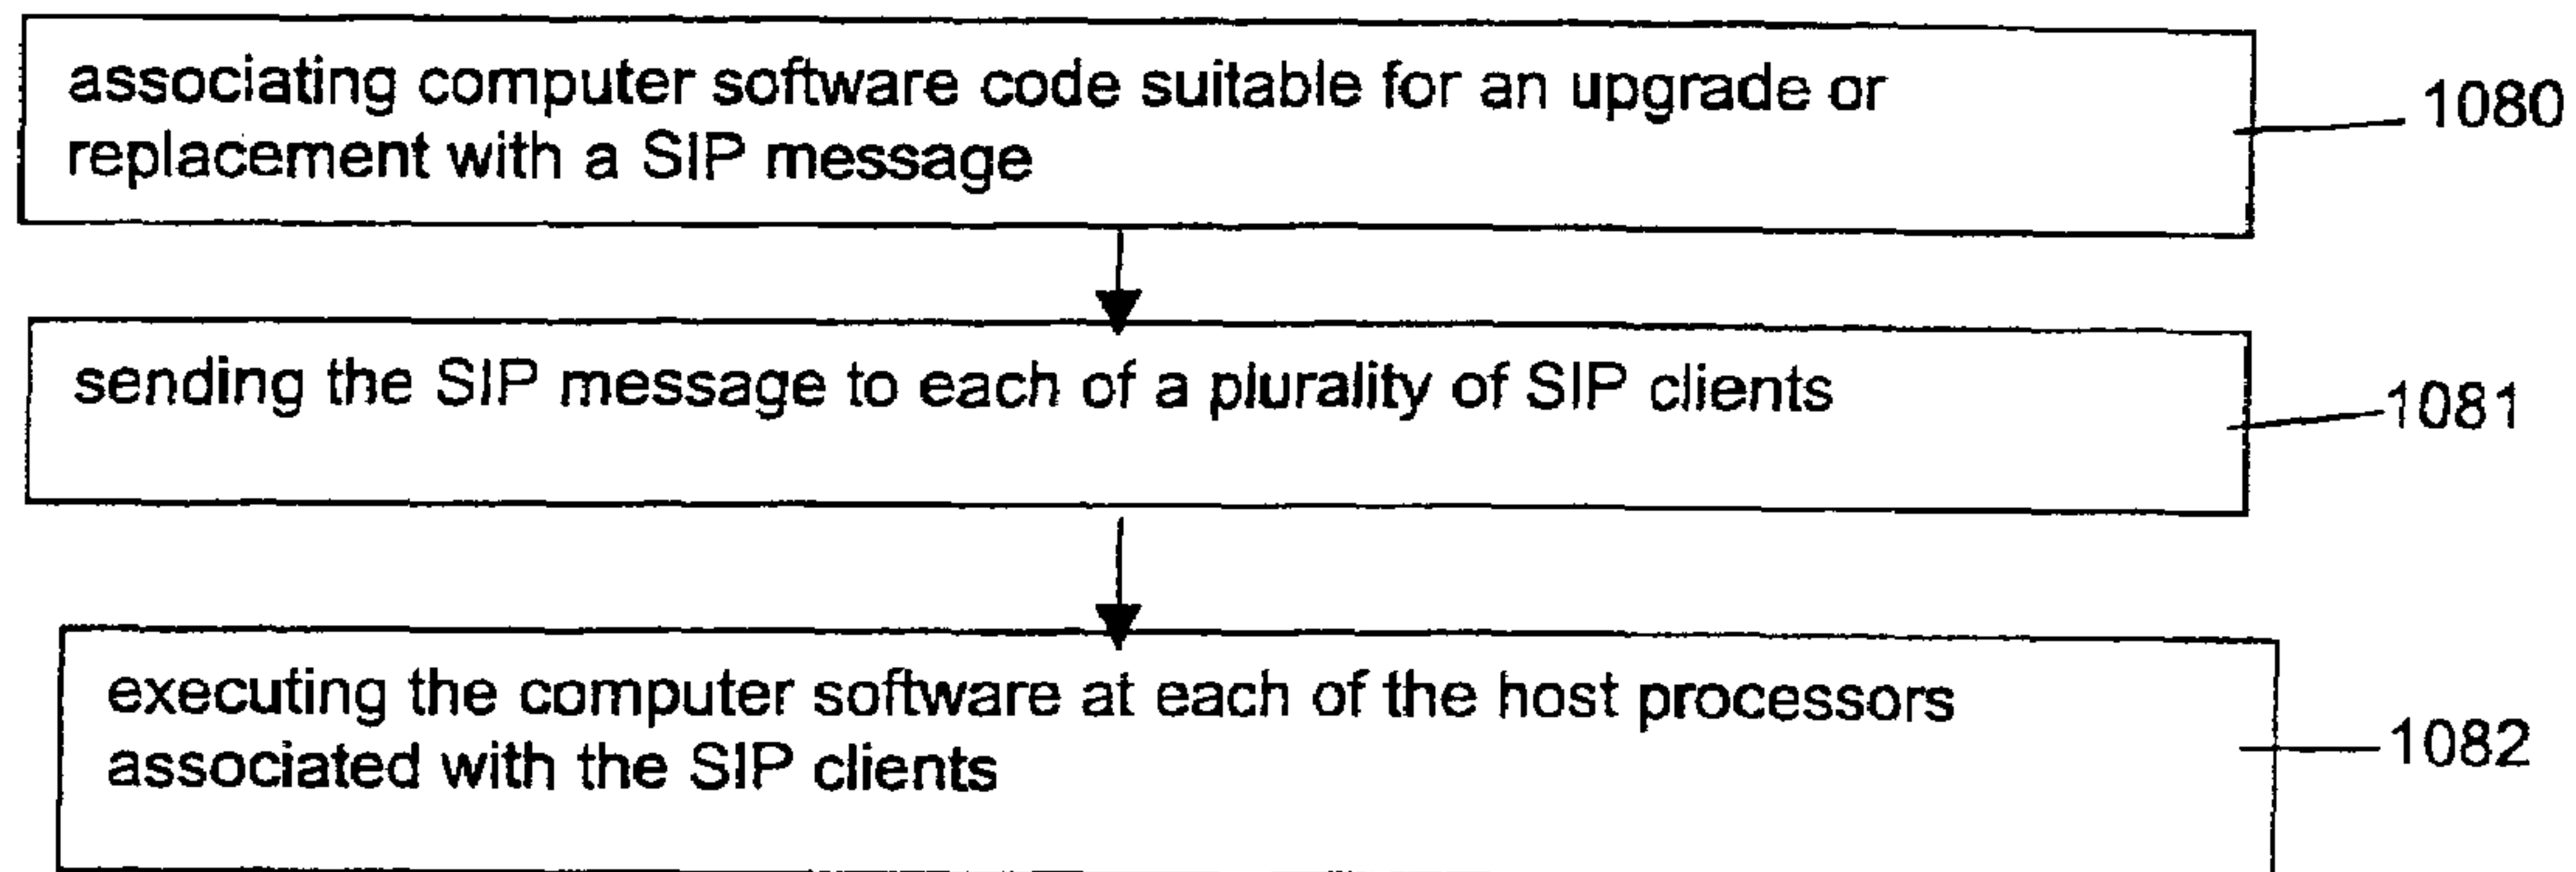 associating computer software code suitable for an upgrade or
replacement with a SIP message
1080
sending the SIP message to each of a plurality of SIP clients
1081
executing the computer software at each of the host processors
associated with the SIP clients
1082